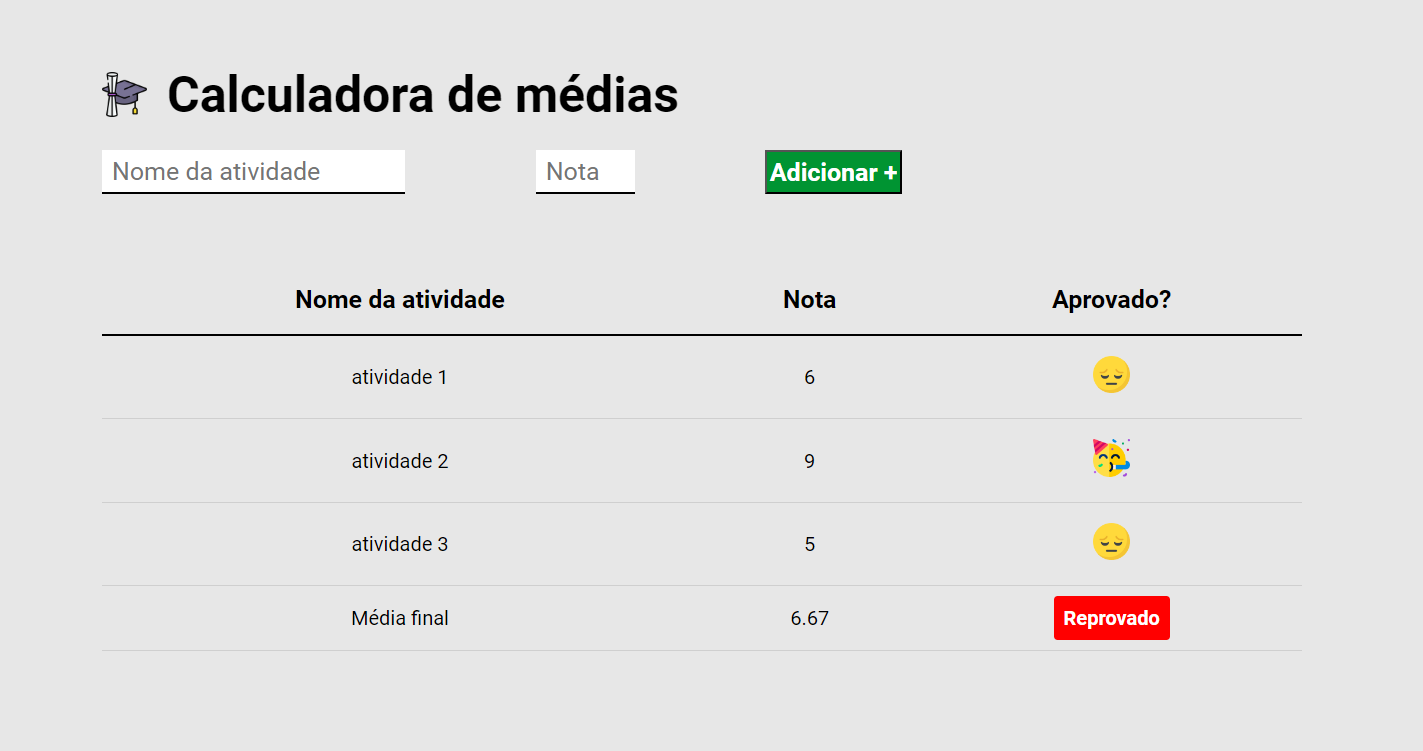 Calculadora de médias
Nome da atividade Nota Adicionar +
Nome da atividade Nota Aprovado?
atividade 1 6
atividade 2 9
atividade 3 5
Média final 6.67 Reprovado